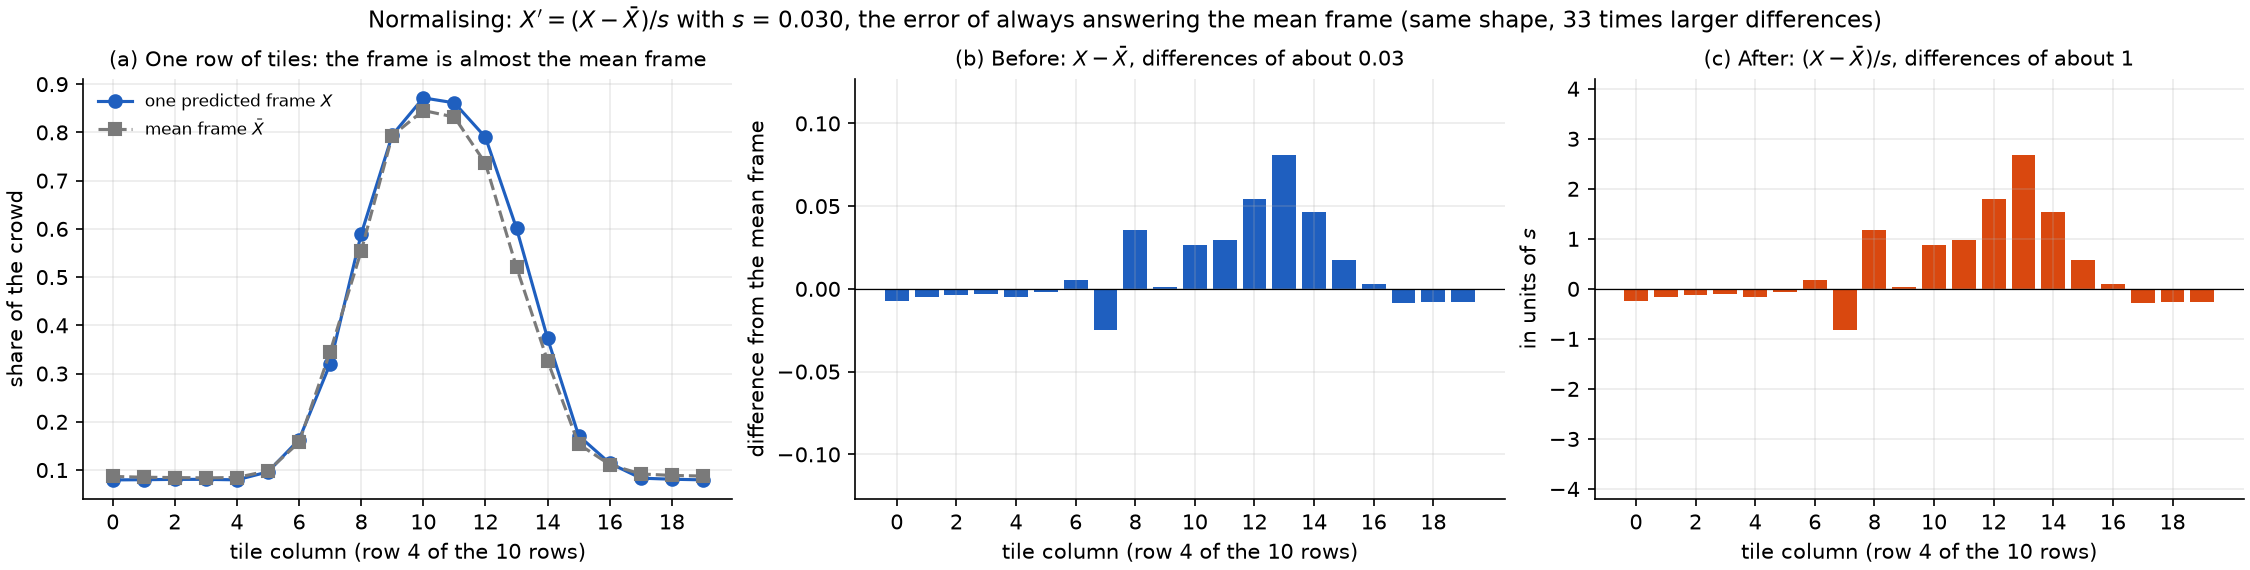 Normalising: X′ = (X − X̄)/s with s = 0.030, the error of always answering the mean frame (same shape, 33 times larger differences)
(a) One row of tiles: the frame is almost the mean frame
one predicted frame X
mean frame X̄
share of the crowd
0.9
0.8
0.7
0.6
0.5
0.4
0.3
0.2
0.1
0 2 4 6 8 10 12 14 16 18
tile column (row 4 of the 10 rows)
(b) Before: X − X̄, differences of about 0.03
difference from the mean frame
0.10
0.05
0.00
−0.05
−0.10
0 2 4 6 8 10 12 14 16 18
tile column (row 4 of the 10 rows)
(c) After: (X − X̄)/s, differences of about 1
in units of s
4
3
2
1
0
−1
−2
−3
−4
0 2 4 6 8 10 12 14 16 18
tile column (row 4 of the 10 rows)